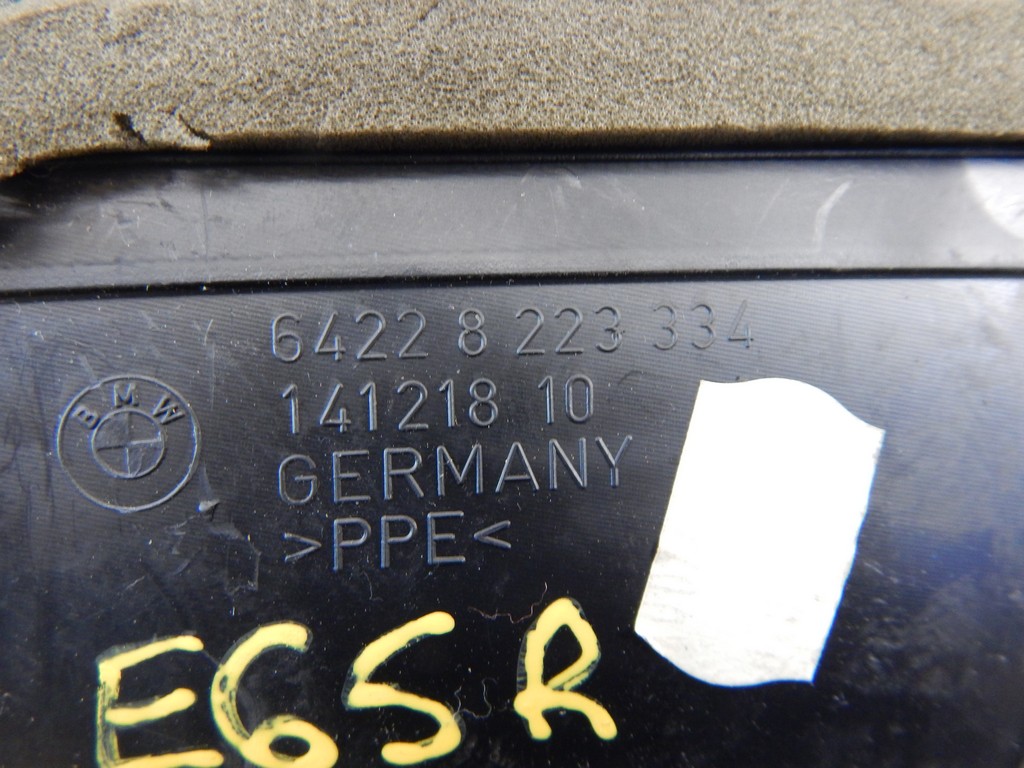 6422 8 223 334
141218 10
BMW
GERMANY
>PPE<
E65R